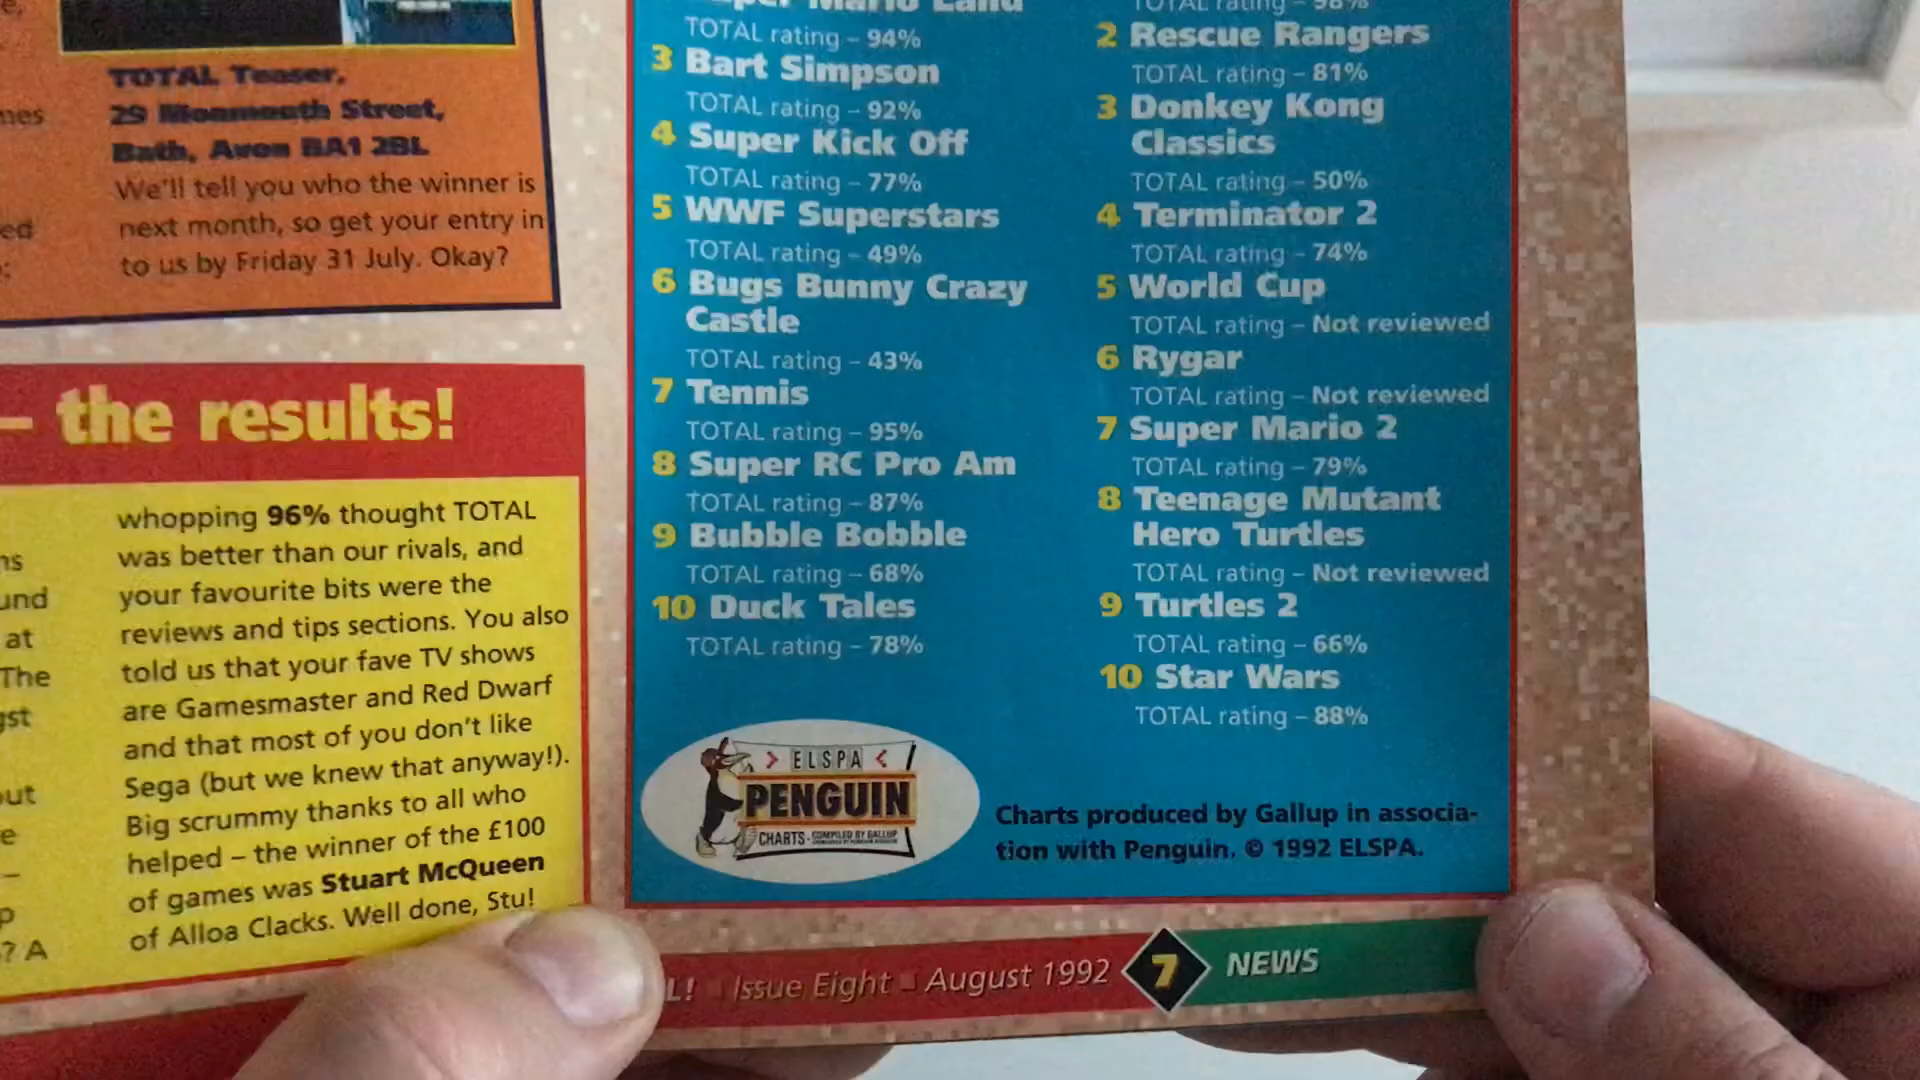 TOTAL Teaser,
29 Monmouth Street,
Bath, Avon BA1 2BL
We'll tell you who the winner is
next month, so get your entry in
to us by Friday 31 July. Okay?
ed
– the results!
whopping 96% thought TOTAL
was better than our rivals, and
your favourite bits were the
reviews and tips sections. You also
told us that your fave TV shows
are Gamesmaster and Red Dwarf
and that most of you don't like
Sega (but we knew that anyway!).
Big scrummy thanks to all who
helped – the winner of the £100
of games was Stuart McQueen
of Alloa Clacks. Well done, Stu!
at
The
? A
Mario Land
TOTAL rating – 94%
3 Bart Simpson
TOTAL rating – 92%
4 Super Kick Off
TOTAL rating – 77%
5 WWF Superstars
TOTAL rating – 49%
6 Bugs Bunny Crazy
Castle
TOTAL rating – 43%
7 Tennis
TOTAL rating – 95%
8 Super RC Pro Am
TOTAL rating – 87%
9 Bubble Bobble
TOTAL rating – 68%
10 Duck Tales
TOTAL rating – 78%
TOTAL rating – 98%
2 Rescue Rangers
TOTAL rating – 81%
3 Donkey Kong
Classics
TOTAL rating – 50%
4 Terminator 2
TOTAL rating – 74%
5 World Cup
TOTAL rating – Not reviewed
6 Rygar
TOTAL rating – Not reviewed
7 Super Mario 2
TOTAL rating – 79%
8 Teenage Mutant
Hero Turtles
TOTAL rating – Not reviewed
9 Turtles 2
TOTAL rating – 66%
10 Star Wars
TOTAL rating – 88%
ELSPA
PENGUIN
CHARTS - COMPILED BY GALLUP
Charts produced by Gallup in associa-
tion with Penguin. © 1992 ELSPA.
L! Issue Eight August 1992 7 NEWS